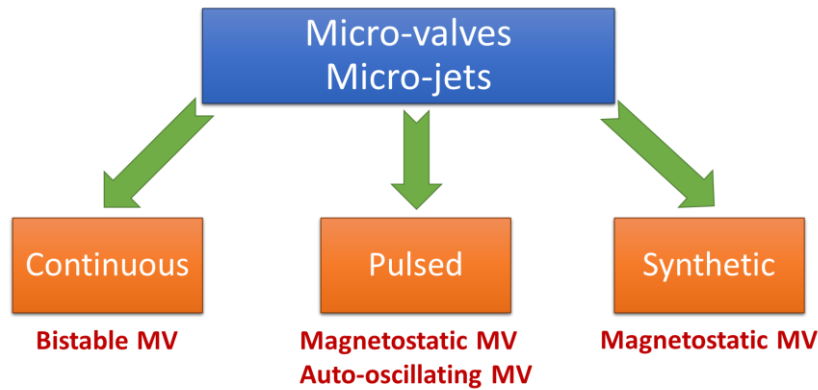 Micro-valves
Micro-jets
Continuous
Pulsed
Synthetic
Bistable MV
Magnetostatic MV
Auto-oscillating MV
Magnetostatic MV